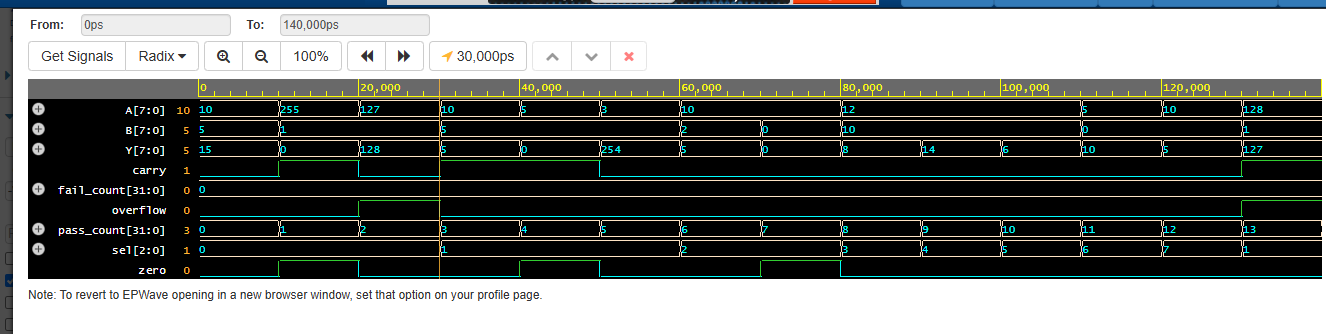 From: 0ps To: 140,000ps
Get Signals Radix 100% 30,000ps
0 20,000 40,000 60,000 80,000 100,000 120,000
A[7:0] 10 10 255 127 10 5 3 10 12 5 10 128
B[7:0] 5 5 1 5 2 0 10 0 1
Y[7:0] 5 15 0 128 5 0 254 5 0 8 14 6 10 5 127
carry 1
fail_count[31:0] 0 0
overflow 0
pass_count[31:0] 3 0 1 2 3 4 5 6 7 8 9 10 11 12 13
sel[2:0] 1 0 1 2 3 4 5 6 7 1
zero 0
Note: To revert to EPWave opening in a new browser window, set that option on your profile page.